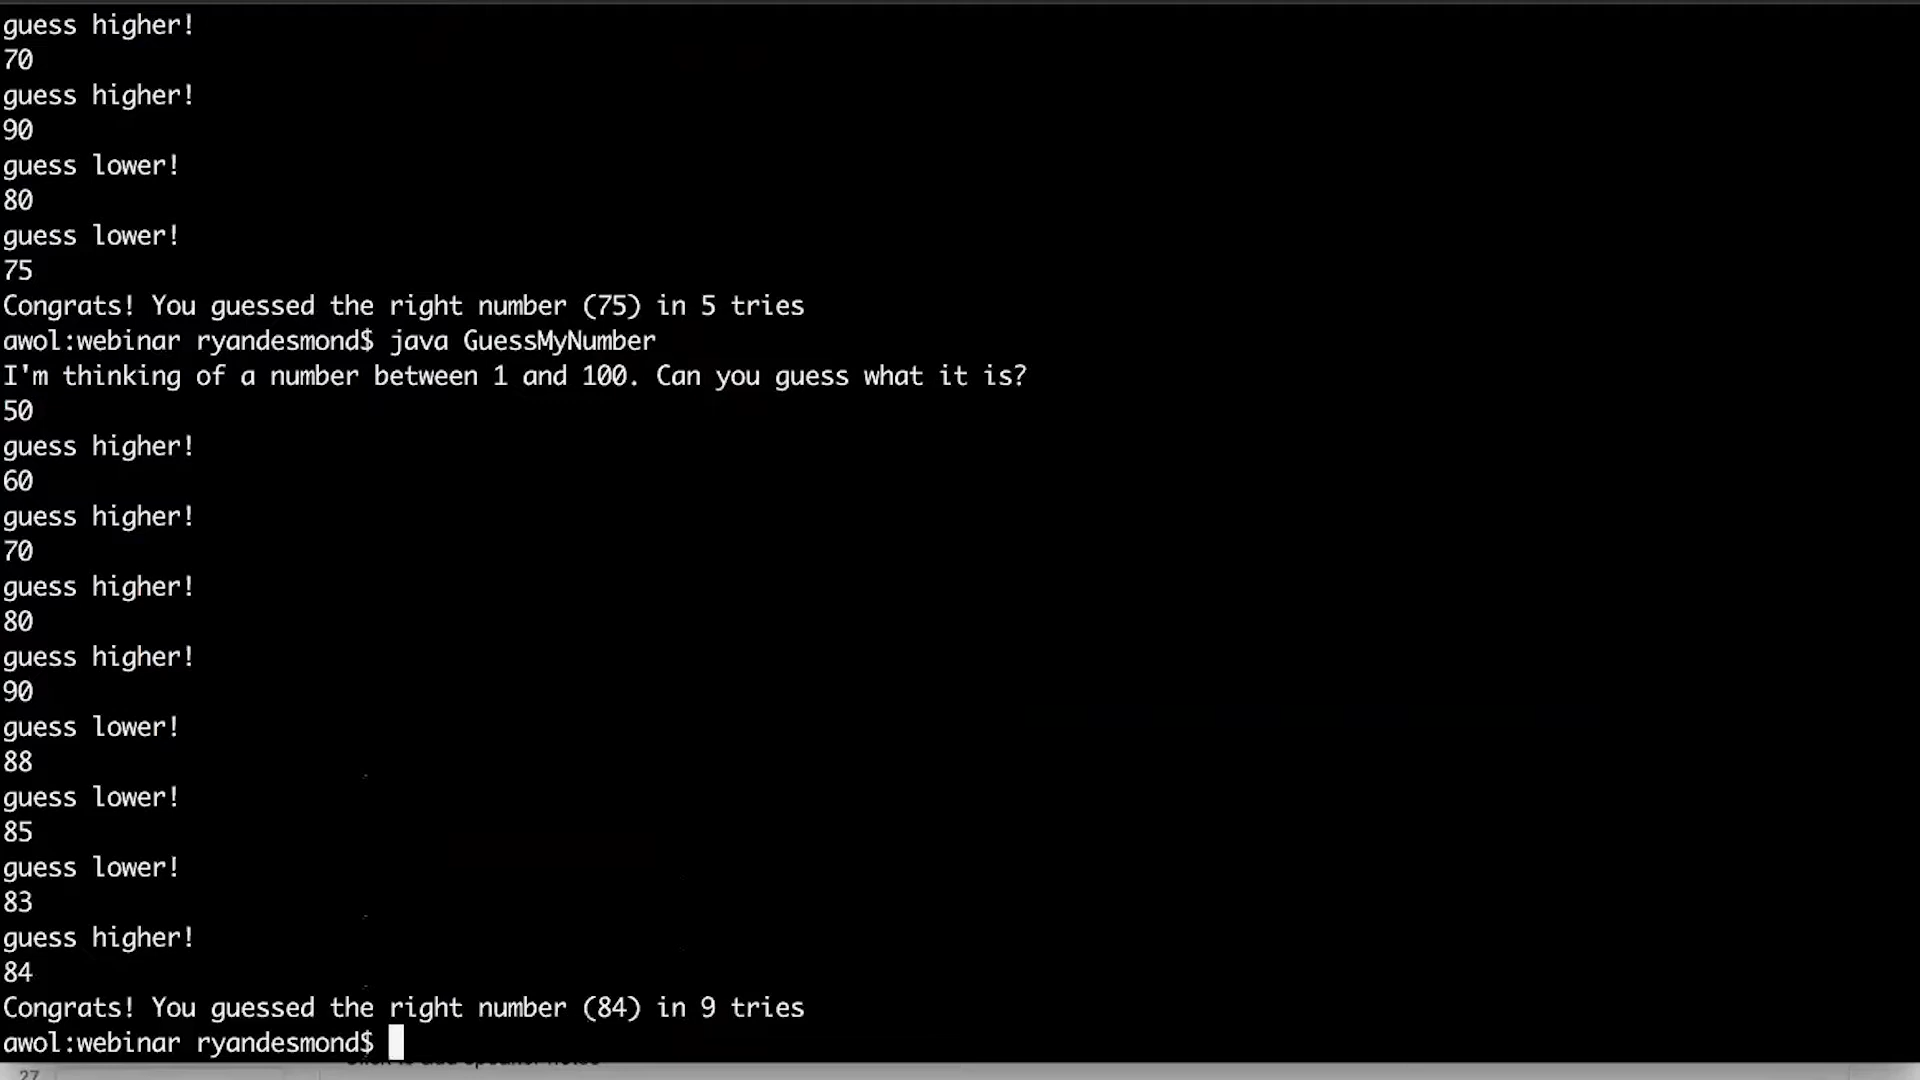 guess higher!
70
guess higher!
90
guess lower!
80
guess lower!
75
Congrats! You guessed the right number (75) in 5 tries
awol:webinar ryandesmond$ java GuessMyNumber
I'm thinking of a number between 1 and 100. Can you guess what it is?
50
guess higher!
60
guess higher!
70
guess higher!
80
guess higher!
90
guess lower!
88
guess lower!
85
guess lower!
83
guess higher!
84
Congrats! You guessed the right number (84) in 9 tries
awol:webinar ryandesmond$
27